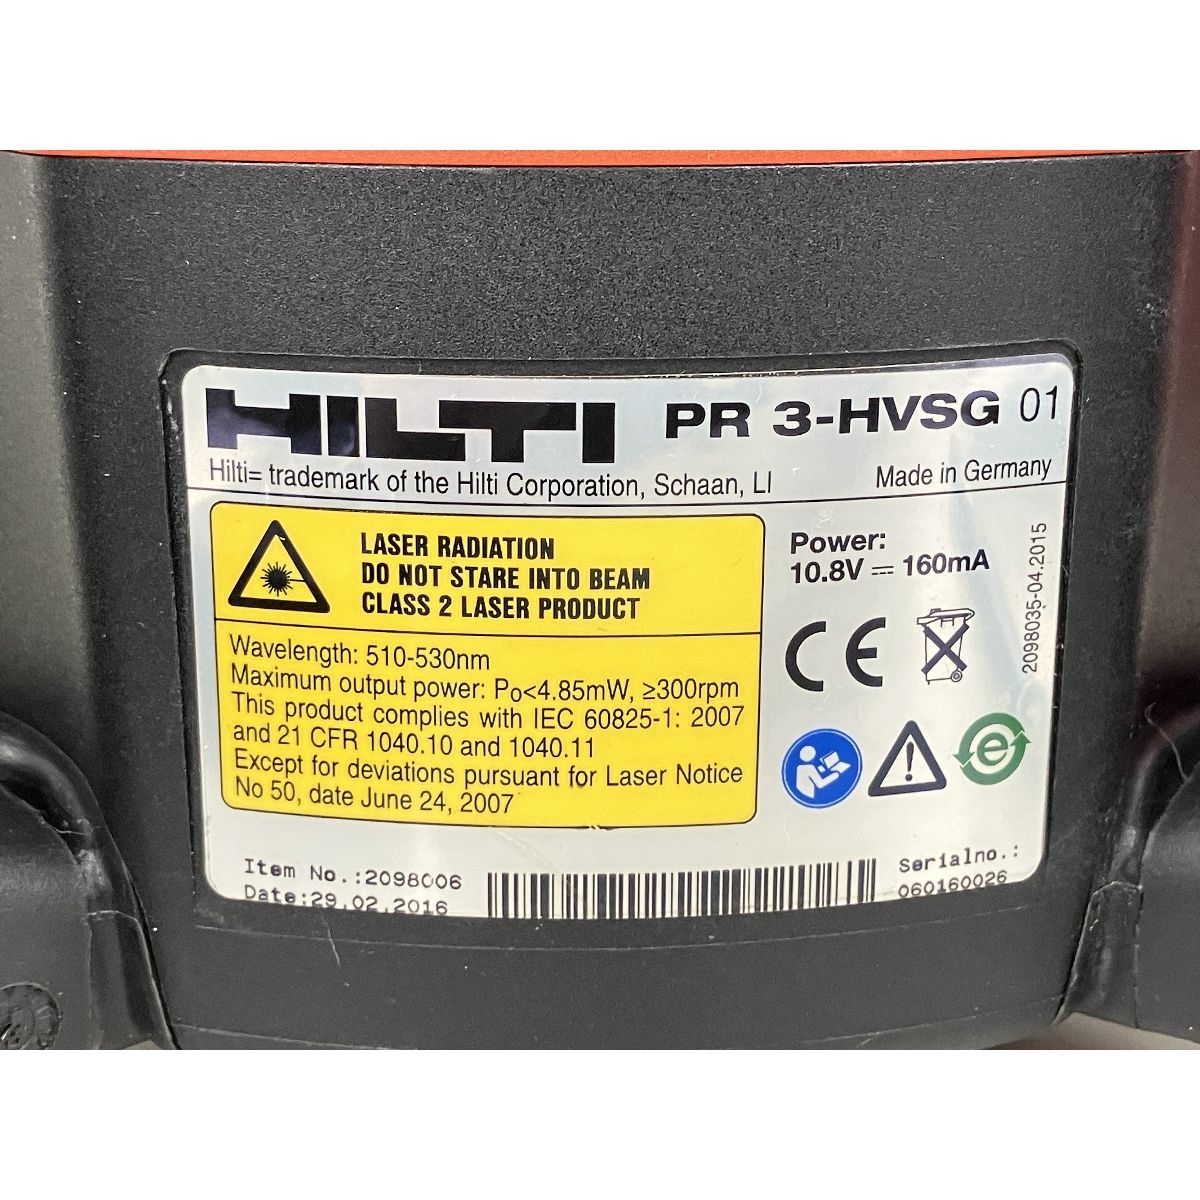 HILTI PR 3-HVSG 01
Hilti= trademark of the Hilti Corporation, Schaan, LI Made in Germany
LASER RADIATION
DO NOT STARE INTO BEAM
CLASS 2 LASER PRODUCT
Wavelength: 510-530nm
Maximum output power: Po<4.85mW, ≥300rpm
This product complies with IEC 60825-1: 2007
and 21 CFR 1040.10 and 1040.11
Except for deviations pursuant for Laser Notice
No 50, date June 24, 2007
Power:
10.8V ⎓ 160mA
2098035-04.2015
CE
e
Item No.:2098006
Date:29.02.2016
Serialno.:
060160026